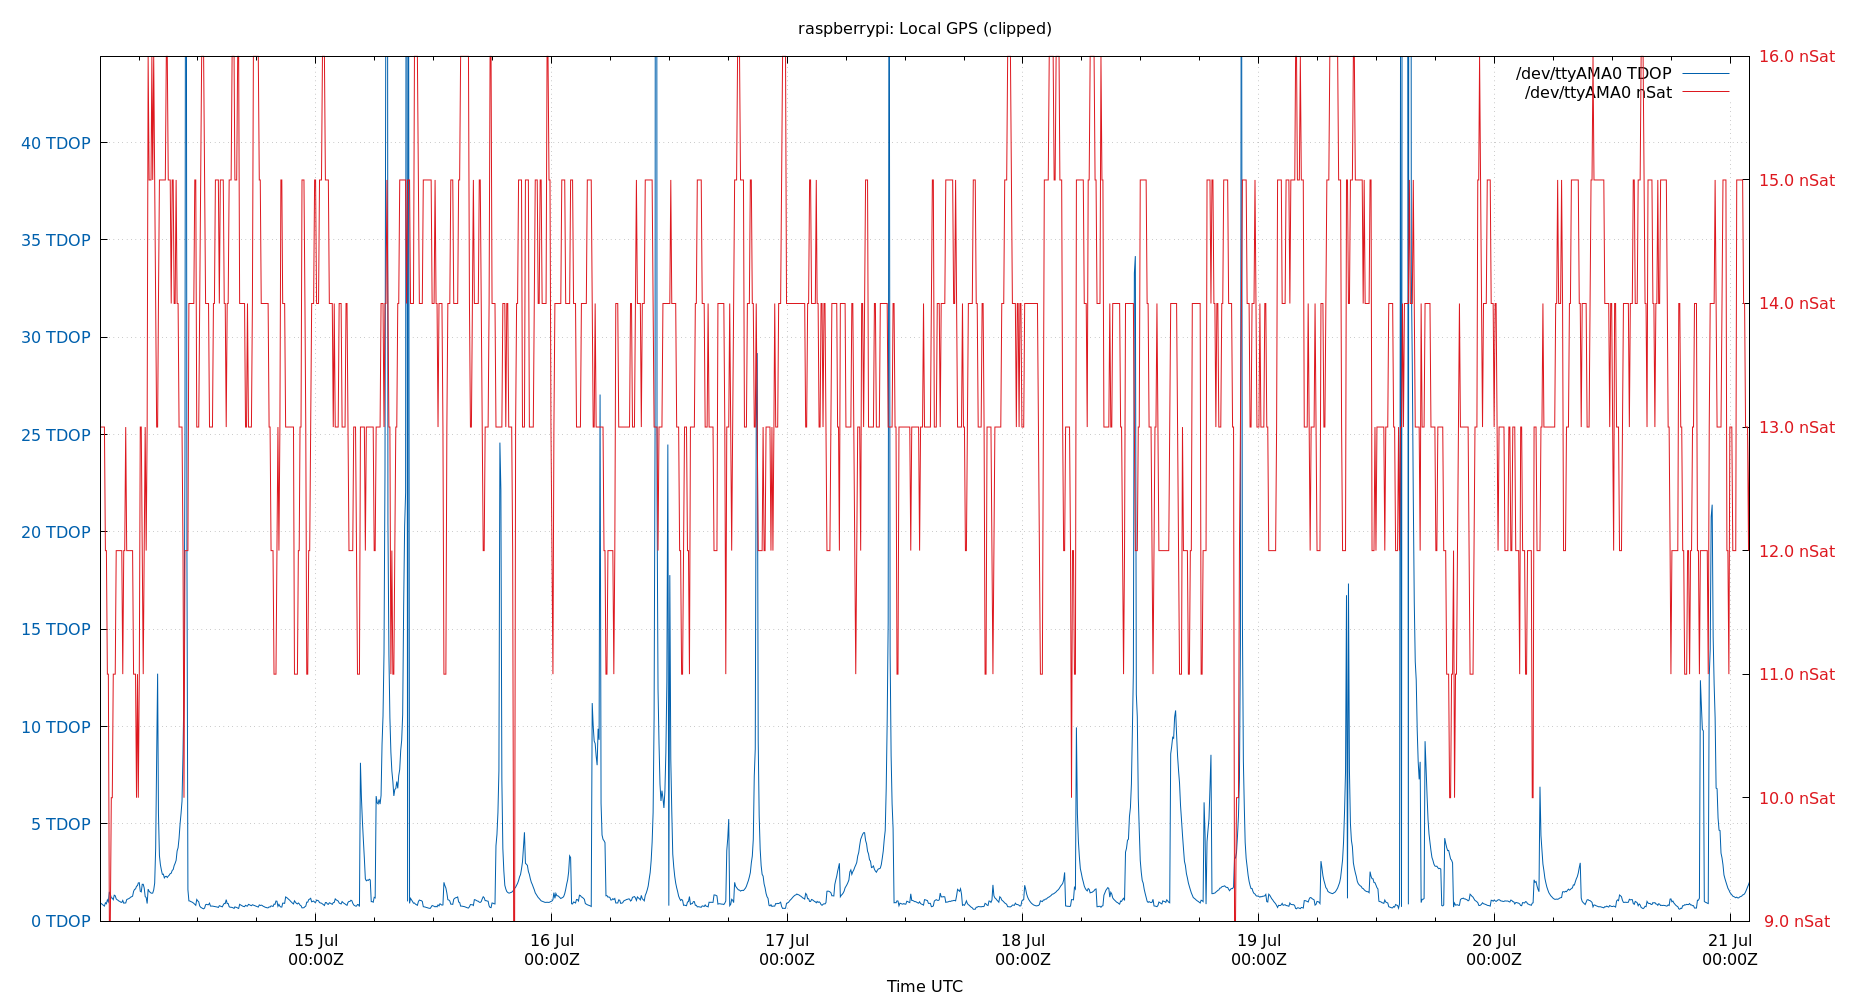 raspberrypi: Local GPS (clipped)
/dev/ttyAMA0 TDOP
/dev/ttyAMA0 nSat
40 TDOP
35 TDOP
30 TDOP
25 TDOP
20 TDOP
15 TDOP
10 TDOP
5 TDOP
0 TDOP
16.0 nSat
15.0 nSat
14.0 nSat
13.0 nSat
12.0 nSat
11.0 nSat
10.0 nSat
9.0 nSat
15 Jul
00:00Z
16 Jul
00:00Z
17 Jul
00:00Z
18 Jul
00:00Z
19 Jul
00:00Z
20 Jul
00:00Z
21 Jul
00:00Z
Time UTC